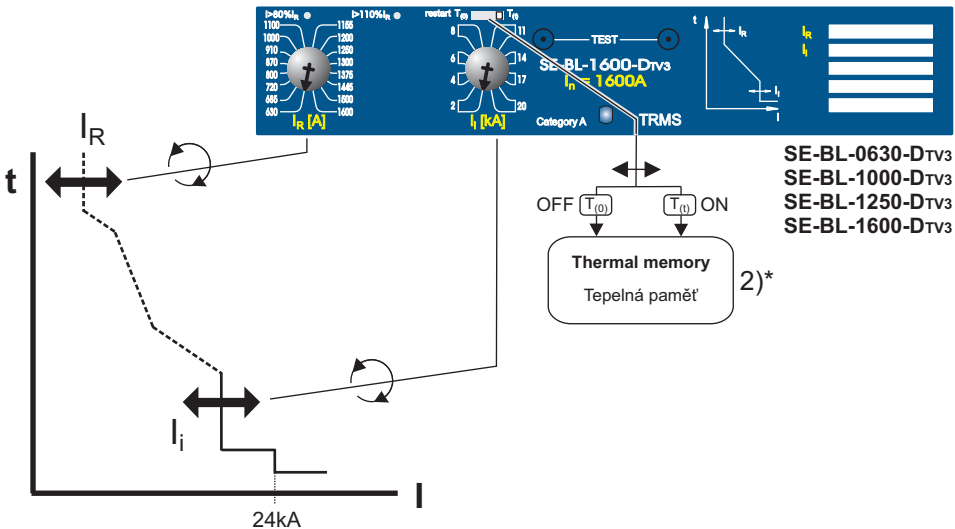 I>80%IR
I>110%IR
restart T(0) T(t)
1100 1155
1000 1200
910 1250
870 1300
800 1375
720 1445
685 1500
630 1600
IR [A]
8 11
6 14
4 17
2 20
Ii [kA]
TEST
SE-BL-1600-DTV3
In = 1600A
Category A
TRMS
t
IR
Ii
I
IR
Ii
SE-BL-0630-DTV3
SE-BL-1000-DTV3
SE-BL-1250-DTV3
SE-BL-1600-DTV3
OFF T(0) T(t) ON
Thermal memory
Tepelná paměť
2)*
t
IR
Ii
I
24kA